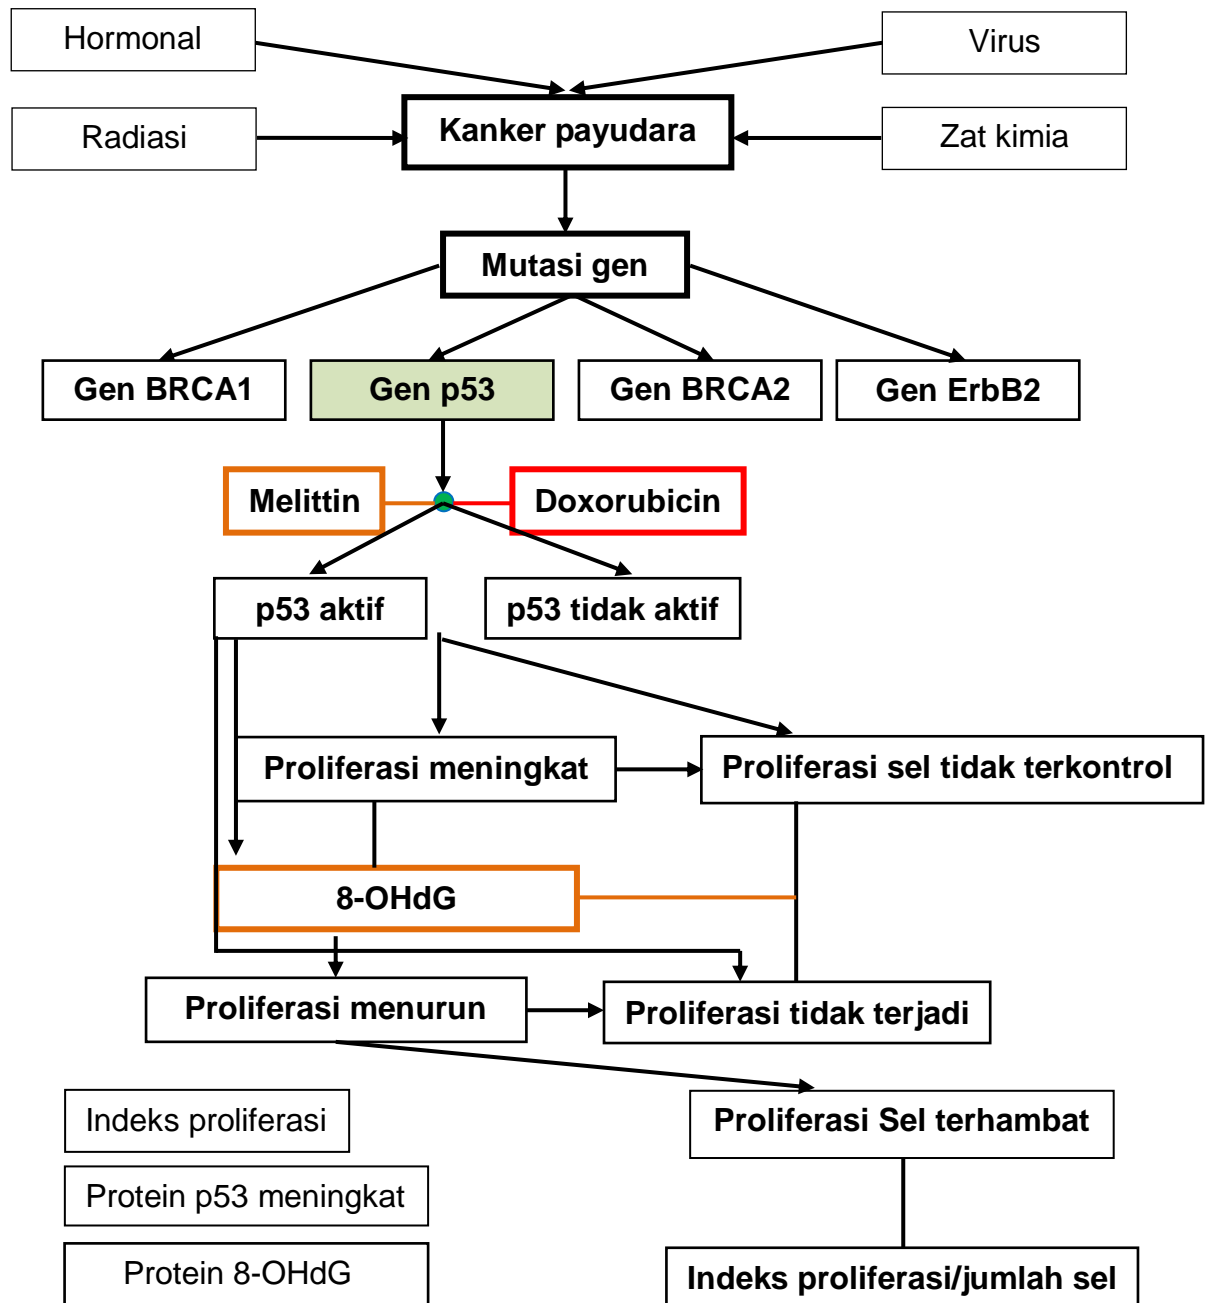 Hormonal
Virus
Radiasi
Kanker payudara
Zat kimia
Mutasi gen
Gen BRCA1
Gen p53
Gen BRCA2
Gen ErbB2
Melittin
Doxorubicin
p53 aktif
p53 tidak aktif
Proliferasi meningkat
Proliferasi sel tidak terkontrol
8-OHdG
Proliferasi menurun
Proliferasi tidak terjadi
Indeks proliferasi
Proliferasi Sel terhambat
Protein p53 meningkat
Protein 8-OHdG
Indeks proliferasi/jumlah sel